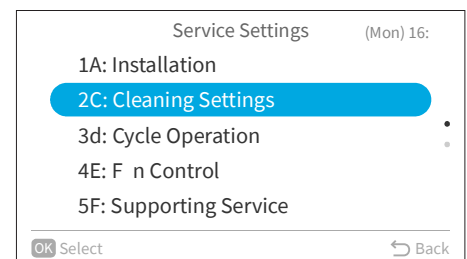 Service Settings (Mon) 16:
1A: Installation
2C: Cleaning Settings
3d: Cycle Operation
4E: F n Control
5F: Supporting Service
OK Select Back